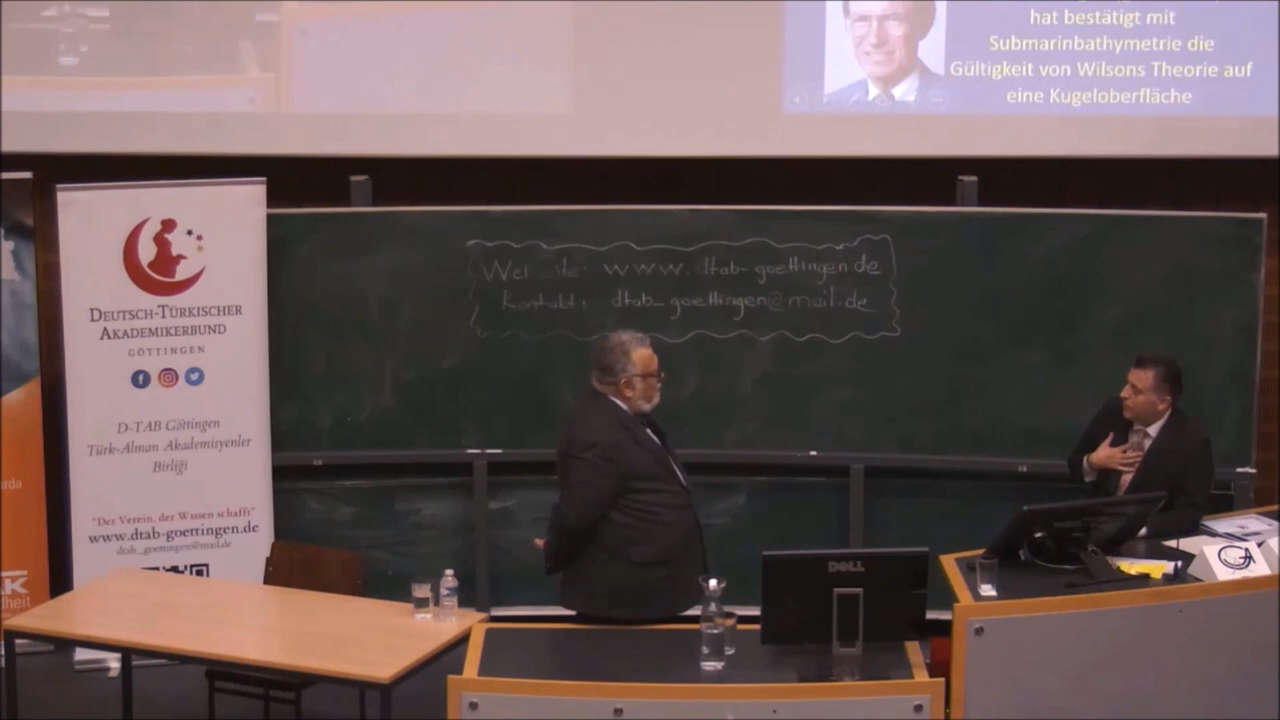 hat bestätigt mit
Submarinbathymetrie die
Gültigkeit von Wilsons Theorie auf
eine Kugeloberfläche
Website: www.dtab-goettingen.de
Kontakt: dtab_goettingen@mail.de
DEUTSCH-TÜRKISCHER
AKADEMIKERBUND
GÖTTINGEN
D-TAB Göttingen
Türk-Alman Akademisyenler
Birliği
"Der Verein, der Wissen schafft"
www.dtab-goettingen.de
dtab_goettingen@mail.de
DELL